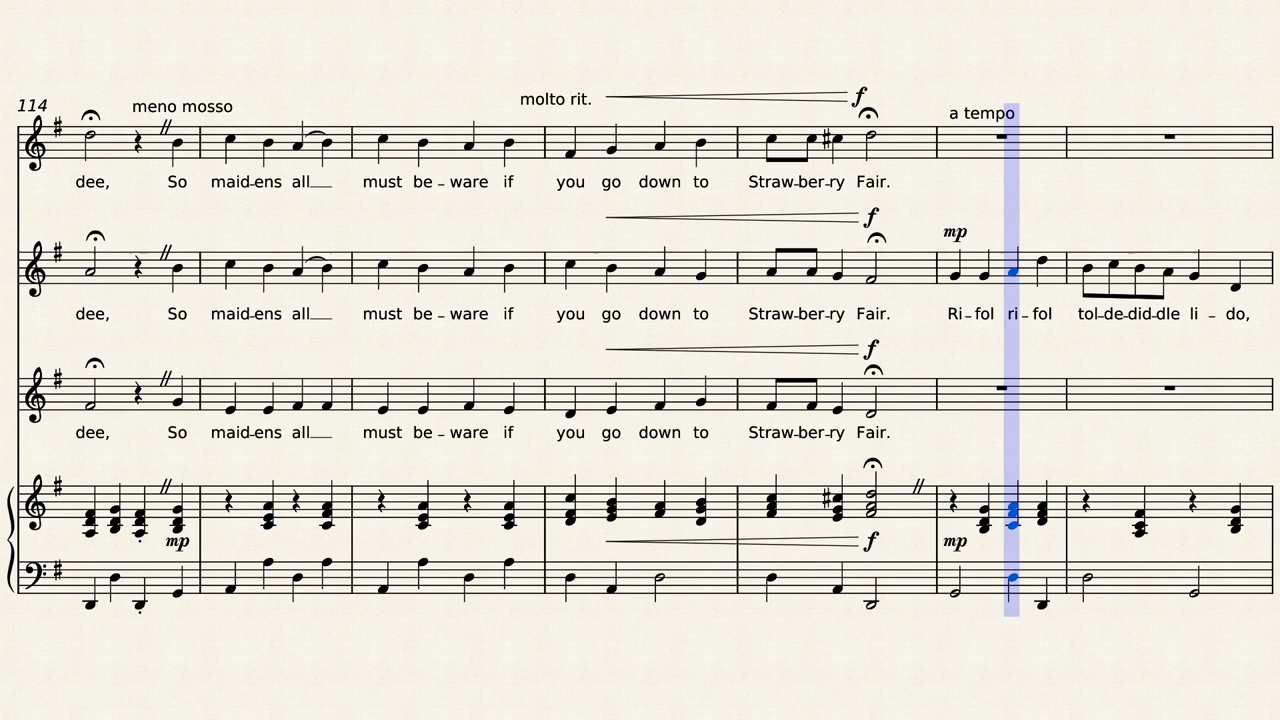 114 meno mosso molto rit. f a tempo
dee, So maid-ens all__ must be-ware if you go down to Straw-ber-ry Fair.
f
mp
dee, So maid-ens all__ must be-ware if you go down to Straw-ber-ry Fair. Ri-fol ri-fol tol-de-did-dle li-do,
f
dee, So maid-ens all__ must be-ware if you go down to Straw-ber-ry Fair.
mp f mp